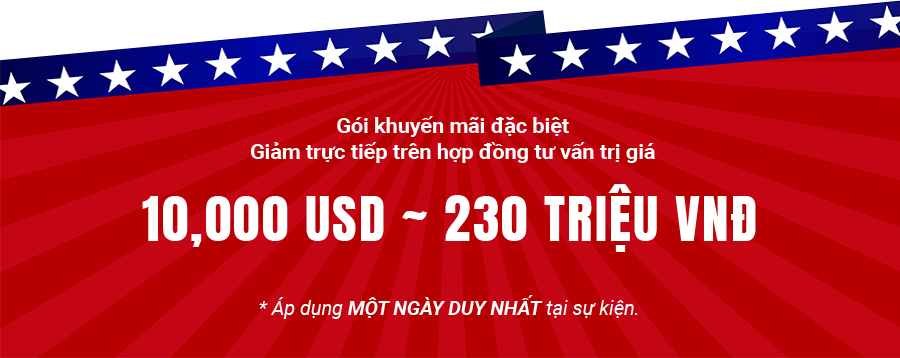 Gói khuyến mãi đặc biệt
Giảm trực tiếp trên hợp đồng tư vấn trị giá
10,000 USD ~ 230 TRIỆU VNĐ
* Áp dụng MỘT NGÀY DUY NHẤT tại sự kiện.